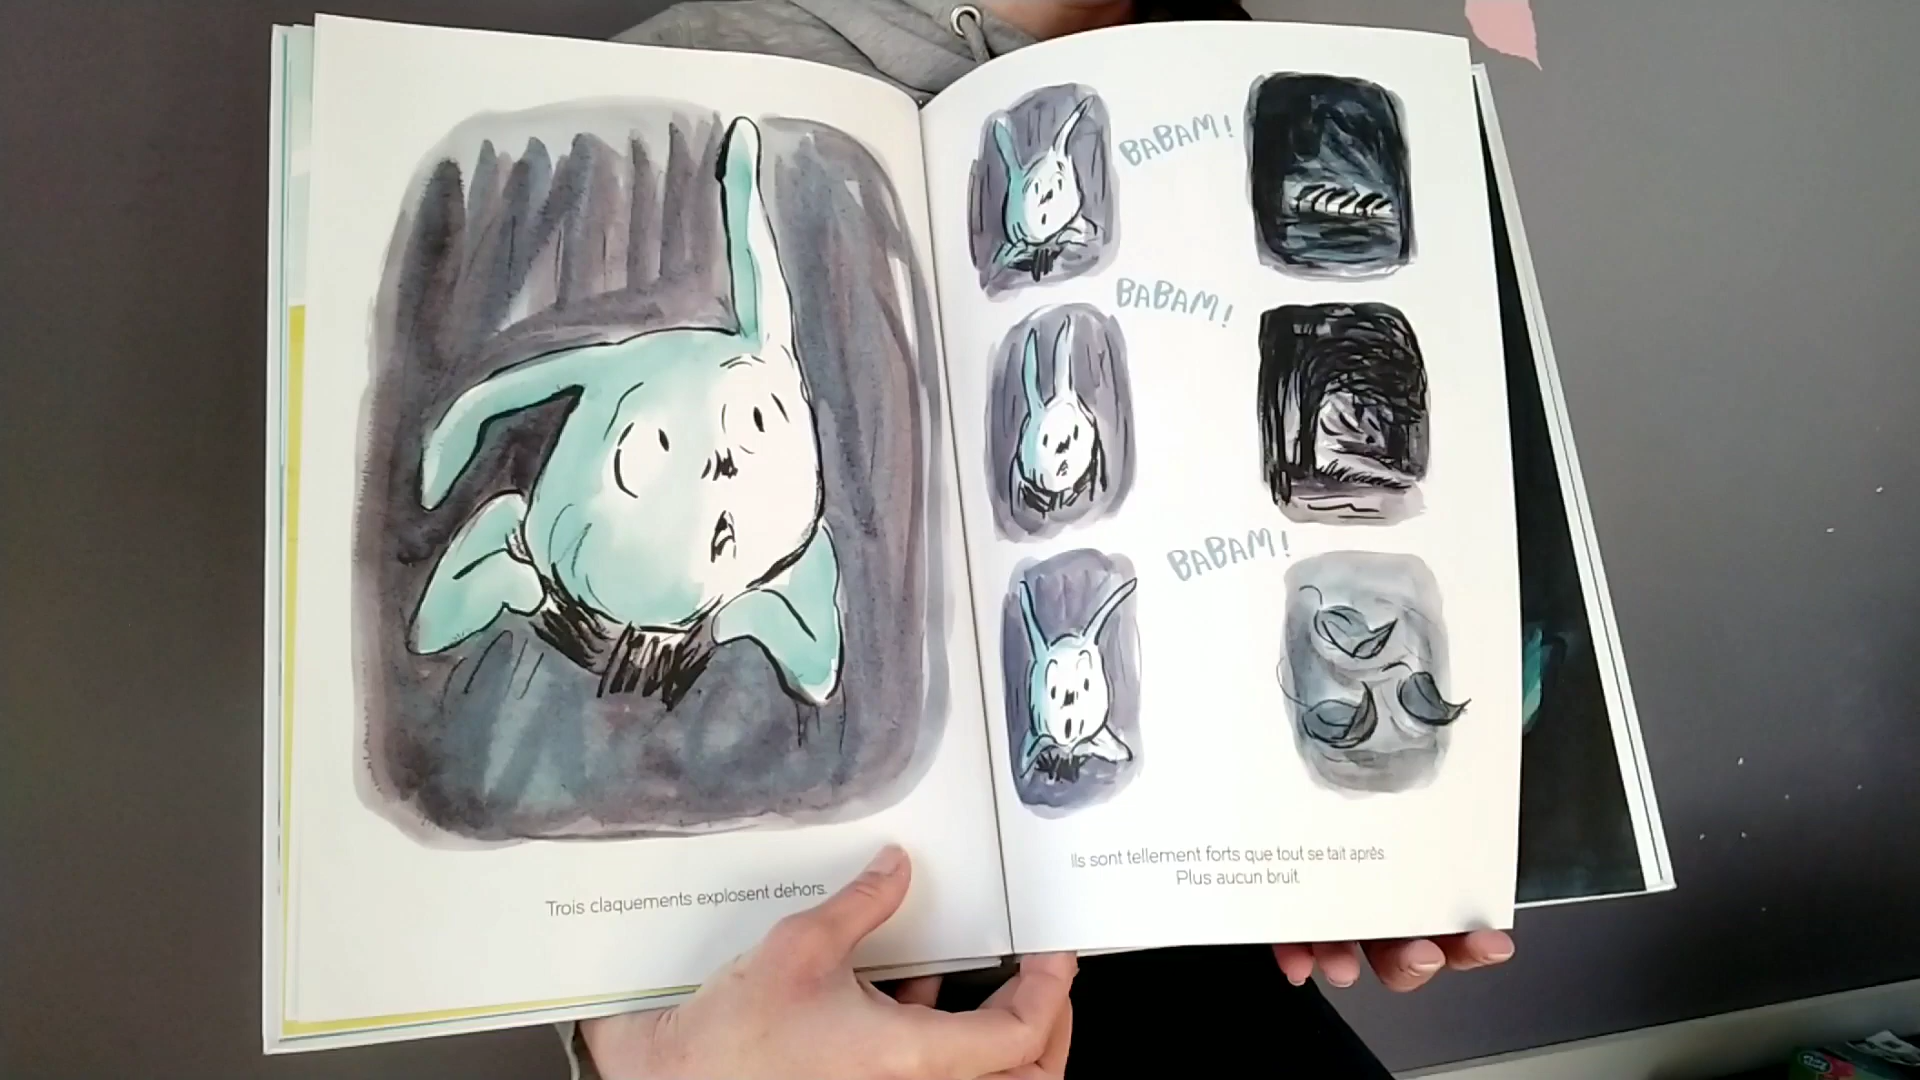 Trois claquements explosent dehors.
BABAM!
BABAM!
BABAM!
Ils sont tellement forts que tout se tait après.
Plus aucun bruit.